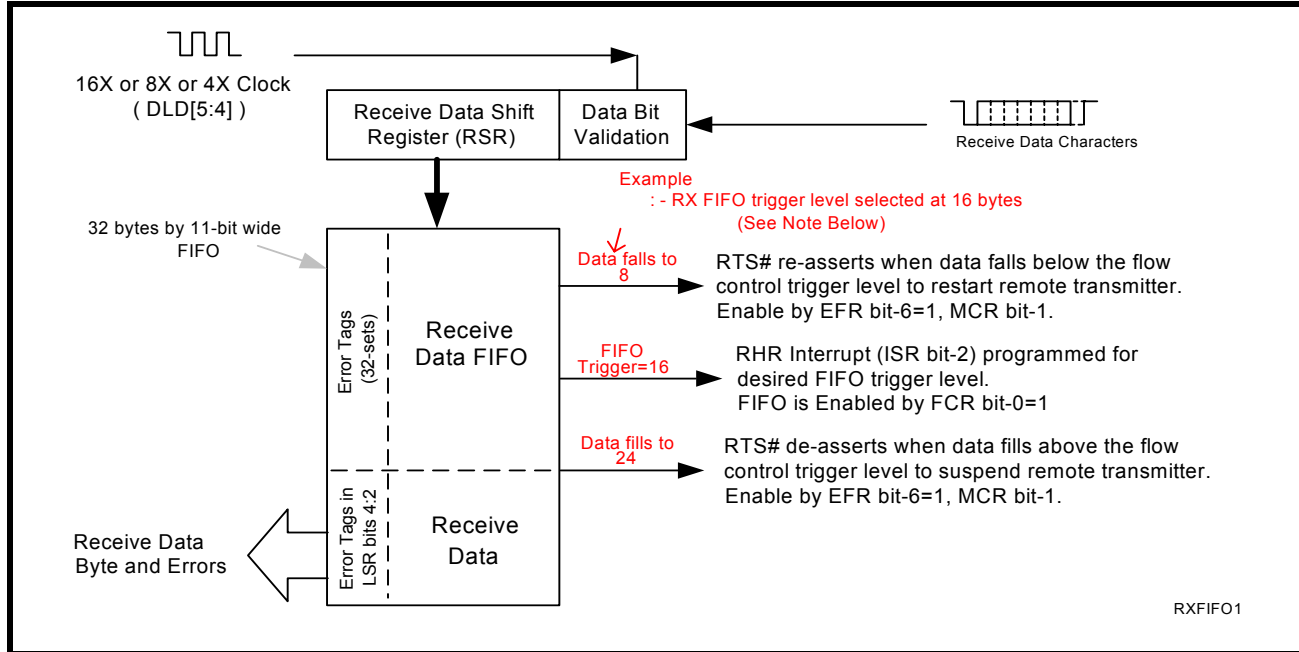 16X or 8X or 4X Clock
( DLD[5:4] )
Receive Data Shift
Register (RSR)
Data Bit
Validation
Receive Data Characters
Example
: - RX FIFO trigger level selected at 16 bytes
(See Note Below)
32 bytes by 11-bit wide
FIFO
Data falls to
8
RTS# re-asserts when data falls below the flow
control trigger level to restart remote transmitter.
Enable by EFR bit-6=1, MCR bit-1.
Error Tags
(32-sets)
Receive
Data FIFO
FIFO
Trigger=16
RHR Interrupt (ISR bit-2) programmed for
desired FIFO trigger level.
FIFO is Enabled by FCR bit-0=1
Data fills to
24
RTS# de-asserts when data fills above the flow
control trigger level to suspend remote transmitter.
Enable by EFR bit-6=1, MCR bit-1.
Error Tags in
LSR bits 4:2
Receive
Data
Receive Data
Byte and Errors
RXFIFO1